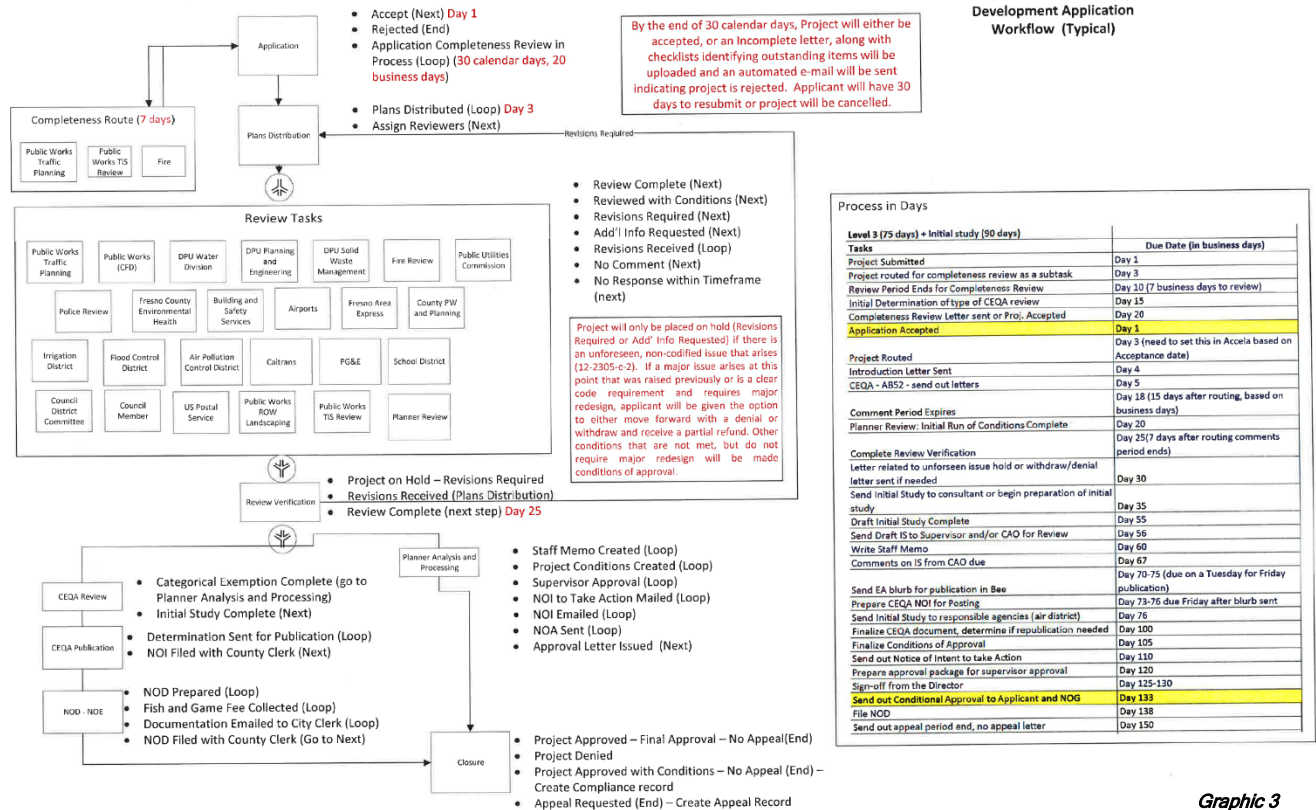 Development Application
Workflow (Typical)
• Accept (Next) Day 1
• Rejected (End)
• Application Completeness Review in
Process (Loop) (30 calendar days, 20
business days)
Application
By the end of 30 calendar days, Project will either be
accepted, or an Incomplete letter, along with
checklists identifying outstanding items will be
uploaded and an automated e-mail will be sent
indicating project is rejected. Applicant will have 30
days to resubmit or project will be cancelled.
Completeness Route (7 days)
Public Works
Traffic
Planning
Public
Works TIS
Review
Fire
• Plans Distributed (Loop) Day 3
• Assign Reviewers (Next)
Plans Distribution
Revisions Required
• Review Complete (Next)
• Reviewed with Conditions (Next)
• Revisions Required (Next)
• Add'l Info Requested (Next)
• Revisions Received (Loop)
• No Comment (Next)
• No Response within Timeframe
(next)
Review Tasks
Public Works
Traffic
Planning
Public Works
(CFD)
DPU Water
Division
DPU Planning
and
Engineering
DPU Solid
Waste
Management
Fire Review
Public Utilities
Commission
Police Review
Fresno County
Environmental
Health
Building and
Safety
Services
Airports
Fresno Area
Express
County PW
and Planning
Irrigation
District
Flood Control
District
Air Pollution
Control District
Caltrans
PG&E
School District
Council
District
Committee
Council
Member
US Postal
Service
Public Works
ROW
Landscaping
Public Works
TIS Review
Planner Review
Project will only be placed on hold (Revisions
Required or Add' Info Requested) if there is
an unforeseen, non-codified issue that arises
(12-2305-c-2). If a major issue arises at this
point that was raised previously or is a clear
code requirement and requires major
redesign, applicant will be given the option
to either move forward with a denial or
withdraw and receive a partial refund. Other
conditions that are not met, but do not
require major redesign will be made
conditions of approval.
Review Verification
• Project on Hold – Revisions Required
• Revisions Received (Plans Distribution)
• Review Complete (next step) Day 25
CEQA Review
• Categorical Exemption Complete (go to
Planner Analysis and Processing)
• Initial Study Complete (Next)
CEQA Publication
• Determination Sent for Publication (Loop)
• NOI Filed with County Clerk (Next)
NOD - NOE
• NOD Prepared (Loop)
• Fish and Game Fee Collected (Loop)
• Documentation Emailed to City Clerk (Loop)
• NOD Filed with County Clerk (Go to Next)
Planner Analysis and
Processing
• Staff Memo Created (Loop)
• Project Conditions Created (Loop)
• Supervisor Approval (Loop)
• NOI to Take Action Mailed (Loop)
• NOI Emailed (Loop)
• NOA Sent (Loop)
• Approval Letter Issued (Next)
Closure
• Project Approved – Final Approval – No Appeal(End)
• Project Denied
• Project Approved with Conditions – No Appeal (End) –
Create Compliance record
• Appeal Requested (End) – Create Appeal Record
Process in Days
Level 3 (75 days) + Initial study (90 days)
Tasks Due Date (in business days)
Project Submitted Day 1
Project routed for completeness review as a subtask Day 3
Review Period Ends for Completeness Review Day 10 (7 business days to review)
Initial Determination of type of CEQA review Day 15
Completeness Review Letter sent or Proj. Accepted Day 20
Application Accepted Day 1
Project Routed Day 3 (need to set this in Accela based on
Acceptance date)
Introduction Letter Sent Day 4
CEQA - AB52 - send out letters Day 5
Comment Period Expires Day 18 (15 days after routing, based on
business days)
Planner Review: Initial Run of Conditions Complete Day 20
Complete Review Verification Day 25(7 days after routing comments
period ends)
Letter related to unforseen issue hold or withdraw/denial
letter sent if needed Day 30
Send Initial Study to consultant or begin preparation of initial
study Day 35
Draft Initial Study Complete Day 55
Send Draft IS to Supervisor and/or CAO for Review Day 56
Write Staff Memo Day 60
Comments on IS from CAO due Day 67
Send EA blurb for publication in Bee Day 70-75 (due on a Tuesday for Friday
publication)
Prepare CEQA NOI for Posting Day 73-76 due Friday after blurb sent
Send Initial Study to responsible agencies (air district) Day 76
Finalize CEQA document, determine if republication needed Day 100
Finalize Conditions of Approval Day 105
Send out Notice of Intent to take Action Day 110
Prepare approval package for supervisor approval Day 120
Sign-off from the Director Day 125-130
Send out Conditional Approval to Applicant and NOG Day 133
File NOD Day 138
Send out appeal period end, no appeal letter Day 150
Graphic 3